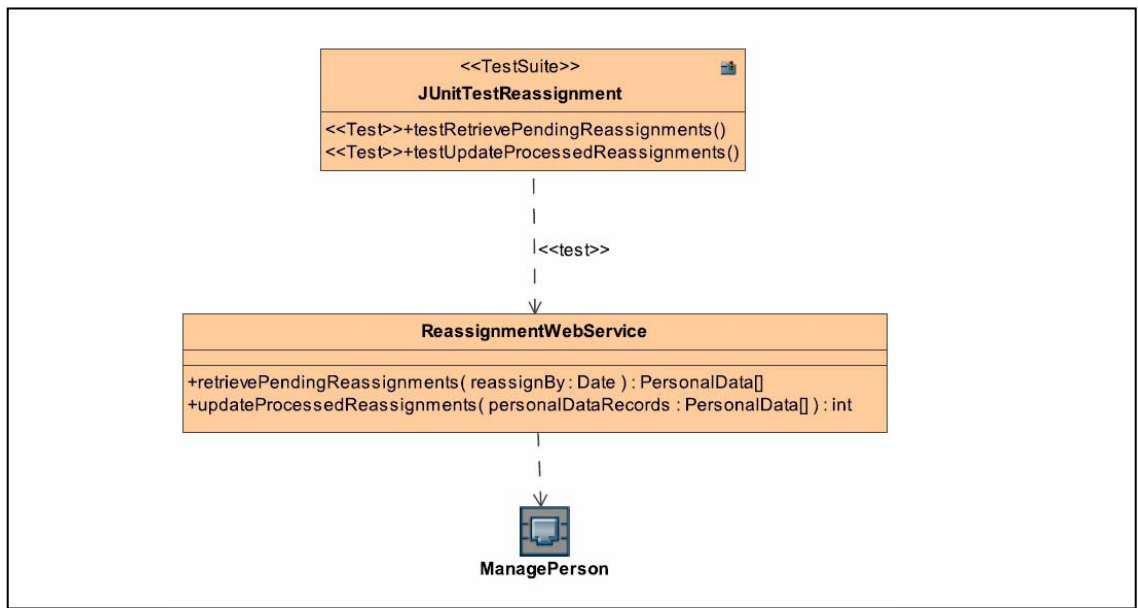 <<TestSuite>>
JUnitTestReassignment
<<Test>>+testRetrievePendingReassignments()
<<Test>>+testUpdateProcessedReassignments()
<<test>>
ReassignmentWebService
+retrievePendingReassignments( reassignBy : Date ) : PersonalData[]
+updateProcessedReassignments( personalDataRecords : PersonalData[] ) : int
ManagePerson